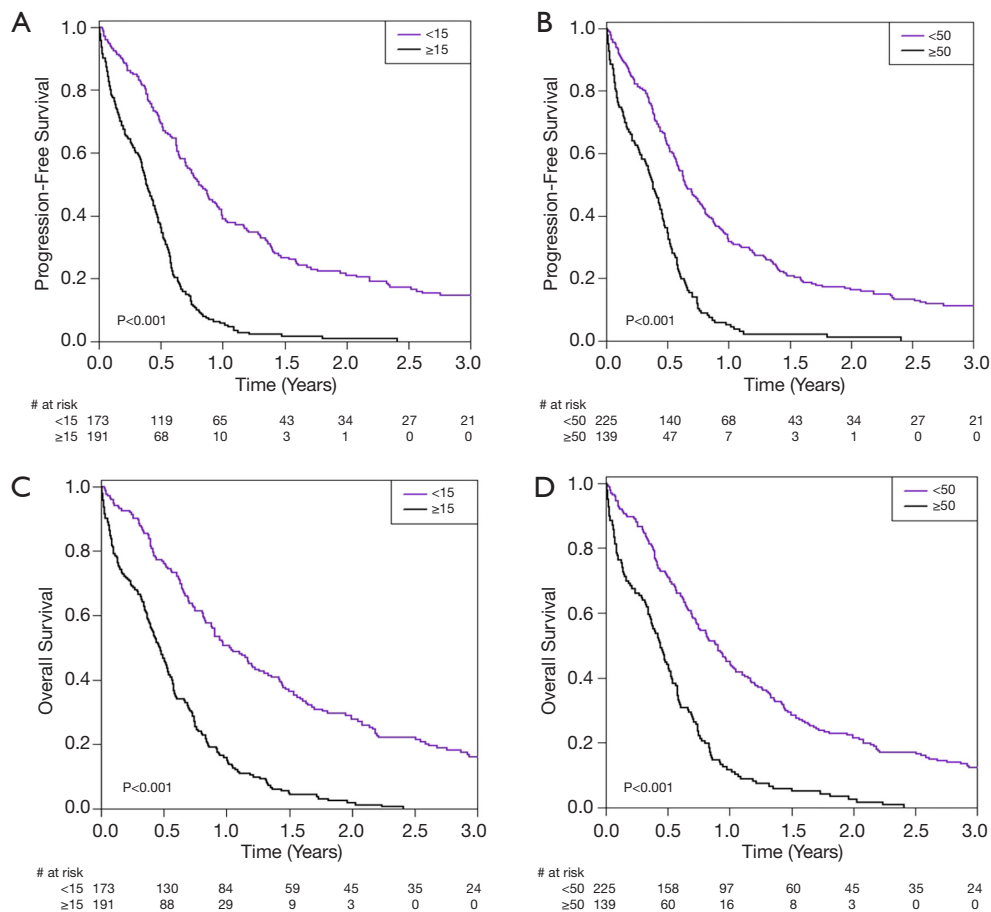 A
<15
≥15
Progression-Free Survival
1.0
0.8
0.6
0.4
0.2
0.0
P<0.001
0.0 0.5 1.0 1.5 2.0 2.5 3.0
Time (Years)
# at risk
<15 173 119 65 43 34 27 21
≥15 191 68 10 3 1 0 0
B
<50
≥50
Progression-Free Survival
1.0
0.8
0.6
0.4
0.2
0.0
P<0.001
0.0 0.5 1.0 1.5 2.0 2.5 3.0
Time (Years)
# at risk
<50 225 140 68 43 34 27 21
≥50 139 47 7 3 1 0 0
C
<15
≥15
Overall Survival
1.0
0.8
0.6
0.4
0.2
0.0
P<0.001
0.0 0.5 1.0 1.5 2.0 2.5 3.0
Time (Years)
# at risk
<15 173 130 84 59 45 35 24
≥15 191 88 29 9 3 0 0
D
<50
≥50
Overall Survival
1.0
0.8
0.6
0.4
0.2
0.0
P<0.001
0.0 0.5 1.0 1.5 2.0 2.5 3.0
Time (Years)
# at risk
<50 225 158 97 60 45 35 24
≥50 139 60 16 8 3 0 0